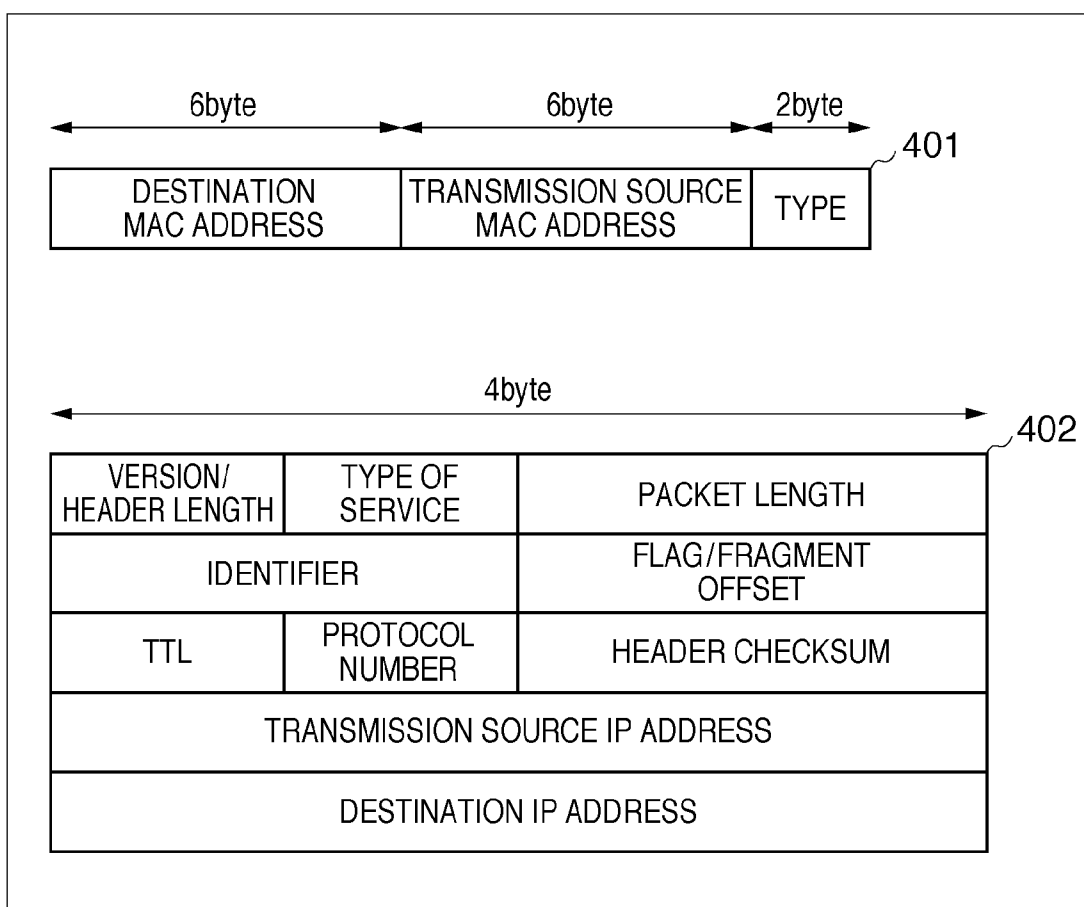 6byte
6byte
2byte
401
DESTINATION
MAC ADDRESS
TRANSMISSION SOURCE
MAC ADDRESS
TYPE
4byte
402
VERSION/
HEADER LENGTH
TYPE OF
SERVICE
PACKET LENGTH
IDENTIFIER
FLAG/FRAGMENT
OFFSET
TTL
PROTOCOL
NUMBER
HEADER CHECKSUM
TRANSMISSION SOURCE IP ADDRESS
DESTINATION IP ADDRESS